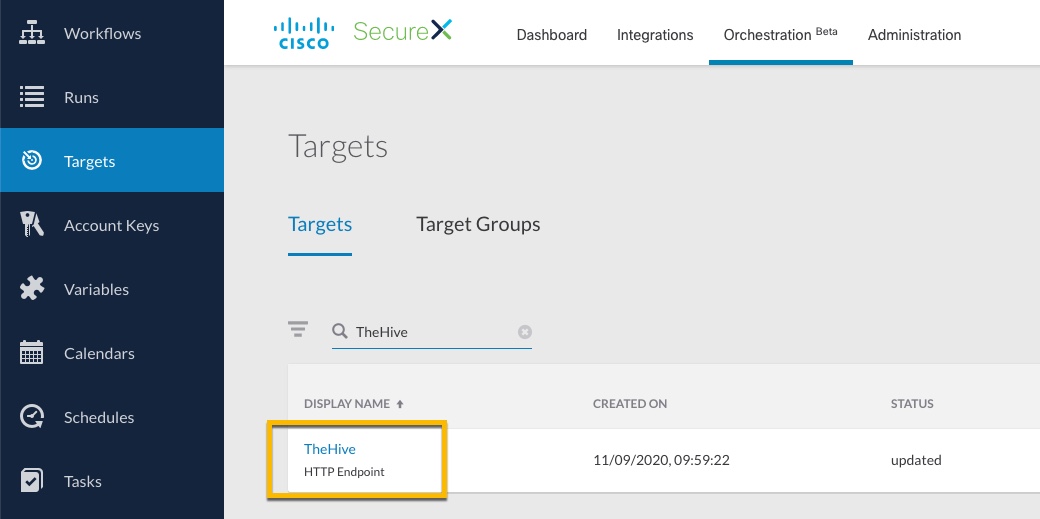 Workflows
Runs
Targets
Account Keys
Variables
Calendars
Schedules
Tasks
CISCO SecureX
Dashboard Integrations Orchestration Beta Administration
Targets
Targets Target Groups
TheHive
DISPLAY NAME CREATED ON STATUS
TheHive
HTTP Endpoint
11/09/2020, 09:59:22 updated